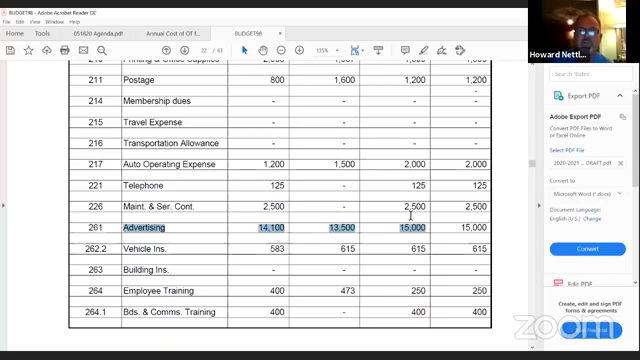 BUDGET98 - Adobe Acrobat Reader DC
File Edit View Window Help
051820 Agenda.pdf Annual Cost of OT f... BUDGET98 ×
22 / 63 135%
Howard Nettl...
211 Postage 800 1,600 1,200 1,200
-
214 Membership dues - - - -
215 Travel Expense - - - -
216 Transportation Allowance - - - -
217 Auto Operating Expense 1,200 1,500 2,000 2,000
221 Telephone 125 - 125 125
226 Maint. & Ser. Cont. 2,500 - 2,500 2,500
261 Advertising 14,100 13,500 15,000 15,000
262.2 Vehicle Ins. 583 615 615 615
263 Building Ins. - - - -
264 Employee Training 400 473 250 250
264.1 Bds. & Comms. Training 400 - 400 400
Export PDF
Adobe Export PDF
Convert PDF Files to Word
or Excel Online
Select PDF File
2020-2021 ... DRAFT.pdf ×
Convert to
Microsoft Word (*.docx)
Document Language:
English (U.S.) Change
Convert
Edit PDF
Create, edit and sign PDF
forms & agreements
zoom